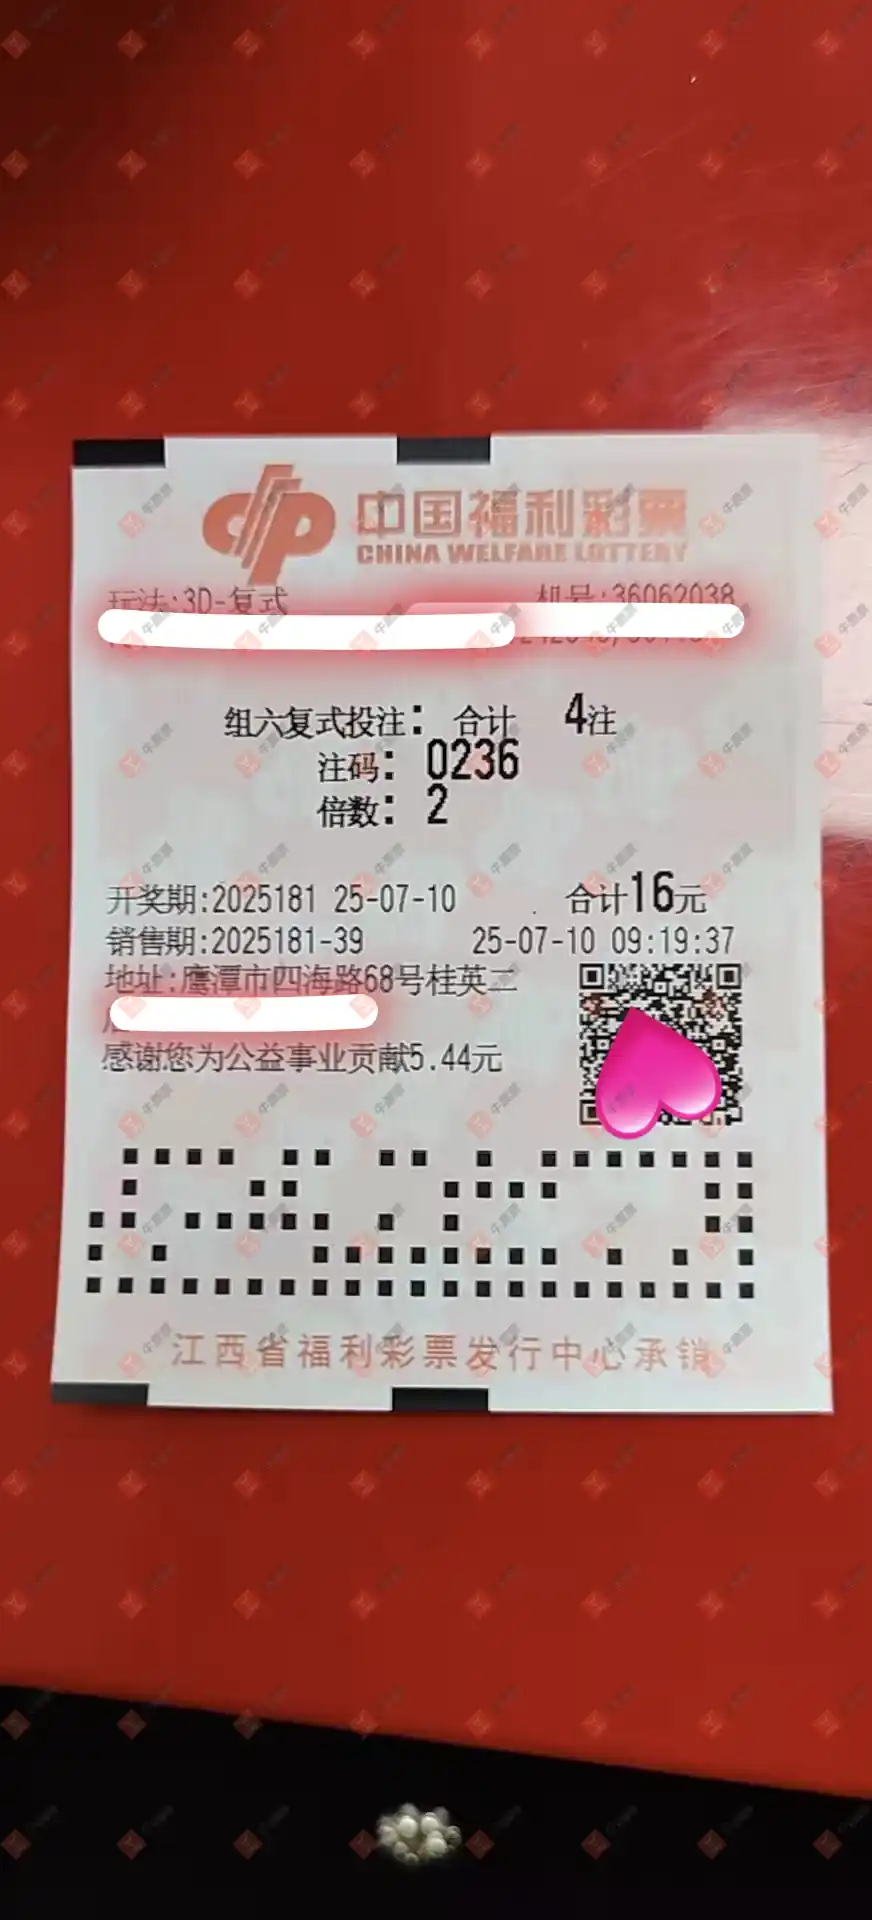 中国福利彩票
CHINA WELFARE LOTTERY
玩法:3D-复式 机号:36062038
组六复式投注: 合计 4注
注码: 0236
倍数: 2
开奖期:2025181 25-07-10 合计16元
销售期:2025181-39 25-07-10 09:19:37
地址:鹰潭市四海路68号桂英二
感谢您为公益事业贡献5.44元
江西省福利彩票发行中心承销